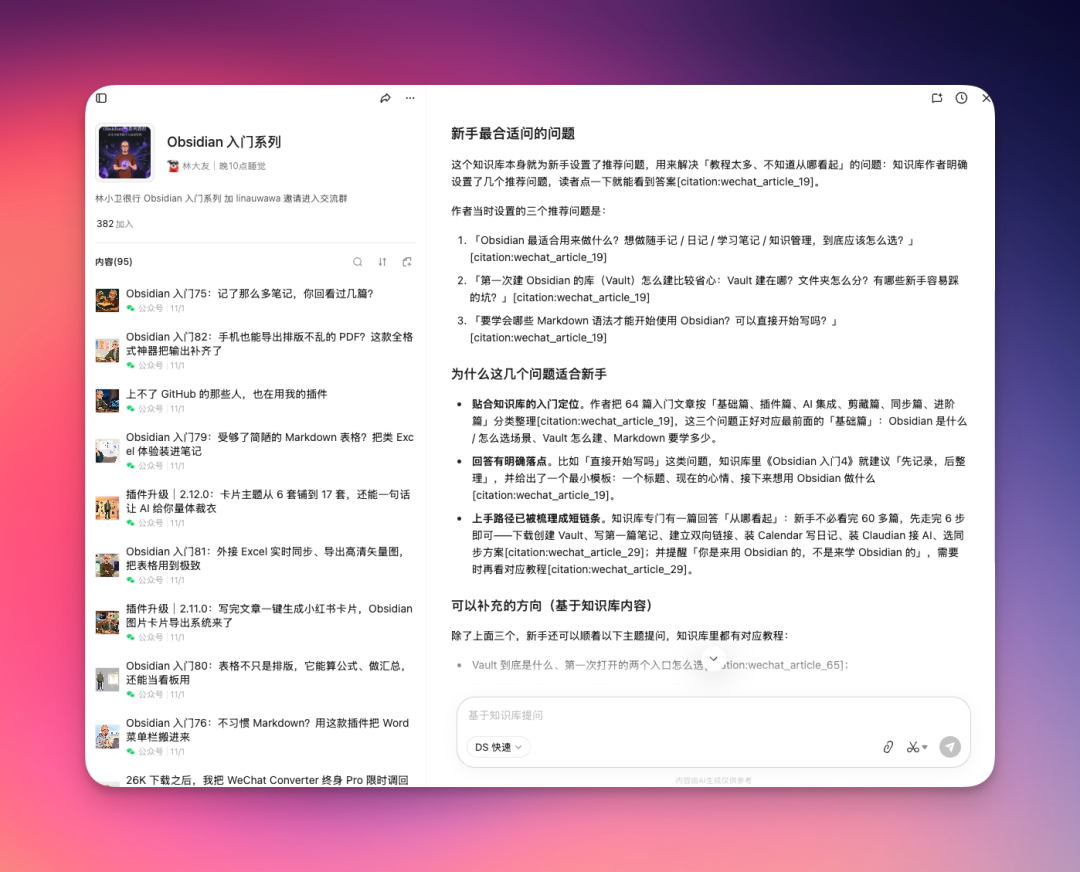 Obsidian 入门系列
林大友｜晚10点睡觉
林小卫很行 Obsidian 入门系列 加 linauwawa 邀请进入交流群
382加入
内容(95)
Obsidian 入门75：记了那么多笔记，你回看过几篇？
公众号 | 11/1
Obsidian 入门82：手机也能导出排版不乱的 PDF？这款全格
式神器把输出补齐了
公众号 | 11/1
上不了 GitHub 的那些人，也在用我的插件
公众号 | 11/1
Obsidian 入门79：受够了简陋的 Markdown 表格？把类 Exc
el 体验装进笔记
公众号 | 11/1
插件升级｜2.12.0：卡片主题从 6 套铺到 17 套，还能一句话
让 AI 给你量体裁衣
公众号 | 11/1
Obsidian 入门81：外接 Excel 实时同步、导出高清矢量图，
把表格用到极致
公众号 | 11/1
插件升级｜2.11.0：写完文章一键生成小红书卡片，Obsidian
图片卡片导出系统来了
公众号 | 11/1
Obsidian 入门80：表格不只是排版，它能算公式、做汇总，
还能当看板用
公众号 | 11/1
Obsidian 入门76：不习惯 Markdown？用这款插件把 Word
菜单栏搬进来
公众号 | 11/1
26K 下载之后，我把 WeChat Converter 终身 Pro 限时调回
新手最合适问的问题
这个知识库本身就为新手设置了推荐问题，用来解决「教程太多、不知道从哪看起」的问题：知识库作者明确
设置了几个推荐问题，读者点一下就能看到答案[citation:wechat_article_19]。
作者当时设置的三个推荐问题是：
1. 「Obsidian 最适合用来做什么？想做随手记 / 日记 / 学习笔记 / 知识管理，到底应该怎么选？」
[citation:wechat_article_19]
2. 「第一次建 Obsidian 的库（Vault）怎么建比较省心：Vault 建在哪？文件夹怎么分？有哪些新手容易踩
的坑？」[citation:wechat_article_19]
3. 「要学会哪些 Markdown 语法才能开始使用 Obsidian？可以直接开始写吗？」
[citation:wechat_article_19]
为什么这几个问题适合新手
• 贴合知识库的入门定位。作者把 64 篇入门文章按「基础篇、插件篇、AI 集成、剪藏篇、同步篇、进阶
篇」分类整理[citation:wechat_article_19]，这三个问题正好对应最前面的「基础篇」：Obsidian 是什么
/ 怎么选场景、Vault 怎么建、Markdown 要学多少。
• 回答有明确落点。比如「直接开始写吗」这类问题，知识库里《Obsidian 入门4》就建议「先记录，后整
理」，并给出了一个最小模板：一个标题、现在的心情、接下来想用 Obsidian 做什么
[citation:wechat_article_19]。
• 上手路径已被梳理成短链条。知识库专门有一篇回答「从哪看起」：新手不必看完 60 多篇，先走完 6 步
即可——下载创建 Vault、写第一篇笔记、建立双向链接、装 Calendar 写日记、装 Claudian 接 AI、选同
步方案[citation:wechat_article_29]；并提醒「你是来用 Obsidian 的，不是来学 Obsidian 的」，需要
时再看对应教程[citation:wechat_article_29]。
可以补充的方向（基于知识库内容）
除了上面三个，新手还可以顺着以下主题提问，知识库里都有对应教程：
• Vault 到底是什么、第一次打开的两个入口怎么选 ation:wechat_article_65]；
基于知识库提问
DS 快速
内容由AI生成仅供参考